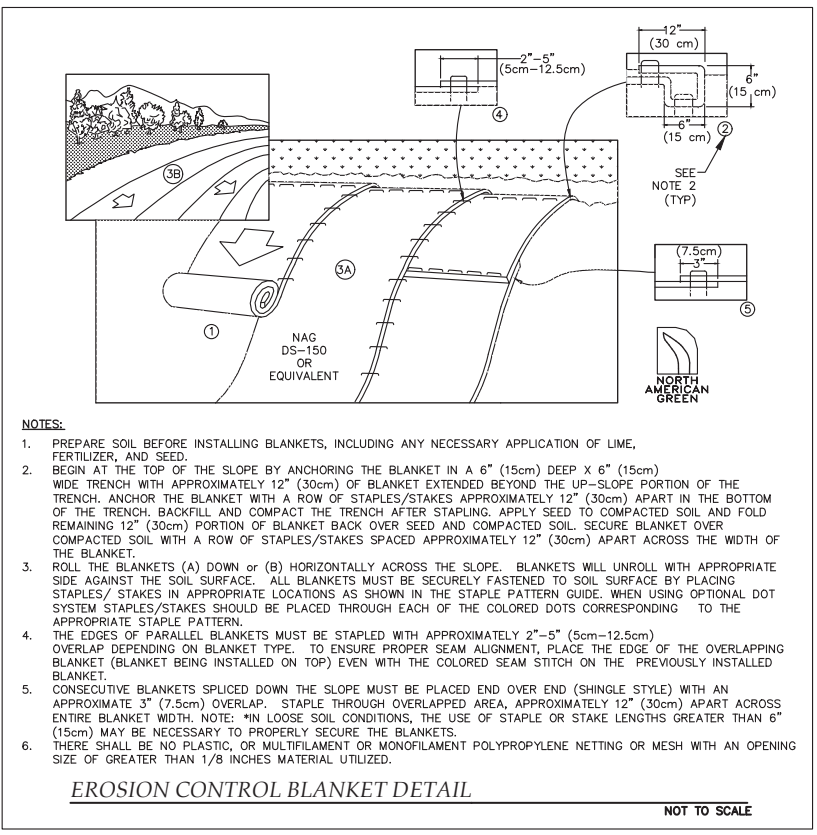 12"
(30 cm)
2"-5"
(5cm-12.5cm)
6"
(15 cm)
4
6"
(15 cm)
2
SEE
NOTE 2
(TYP)
3B
3A
(7.5cm)
3"
5
1
NAG
DS-150
OR
EQUIVALENT
NORTH
AMERICAN
GREEN
NOTES:
1. PREPARE SOIL BEFORE INSTALLING BLANKETS, INCLUDING ANY NECESSARY APPLICATION OF LIME,
FERTILIZER, AND SEED.
2. BEGIN AT THE TOP OF THE SLOPE BY ANCHORING THE BLANKET IN A 6" (15cm) DEEP X 6" (15cm)
WIDE TRENCH WITH APPROXIMATELY 12" (30cm) OF BLANKET EXTENDED BEYOND THE UP-SLOPE PORTION OF THE
TRENCH. ANCHOR THE BLANKET WITH A ROW OF STAPLES/STAKES APPROXIMATELY 12" (30cm) APART IN THE BOTTOM
OF THE TRENCH. BACKFILL AND COMPACT THE TRENCH AFTER STAPLING. APPLY SEED TO COMPACTED SOIL AND FOLD
REMAINING 12" (30cm) PORTION OF BLANKET BACK OVER SEED AND COMPACTED SOIL. SECURE BLANKET OVER
COMPACTED SOIL WITH A ROW OF STAPLES/STAKES SPACED APPROXIMATELY 12" (30cm) APART ACROSS THE WIDTH OF
THE BLANKET.
3. ROLL THE BLANKETS (A) DOWN or (B) HORIZONTALLY ACROSS THE SLOPE. BLANKETS WILL UNROLL WITH APPROPRIATE
SIDE AGAINST THE SOIL SURFACE. ALL BLANKETS MUST BE SECURELY FASTENED TO SOIL SURFACE BY PLACING
STAPLES/ STAKES IN APPROPRIATE LOCATIONS AS SHOWN IN THE STAPLE PATTERN GUIDE. WHEN USING OPTIONAL DOT
SYSTEM STAPLES/STAKES SHOULD BE PLACED THROUGH EACH OF THE COLORED DOTS CORRESPONDING TO THE
APPROPRIATE STAPLE PATTERN.
4. THE EDGES OF PARALLEL BLANKETS MUST BE STAPLED WITH APPROXIMATELY 2"-5" (5cm-12.5cm)
OVERLAP DEPENDING ON BLANKET TYPE. TO ENSURE PROPER SEAM ALIGNMENT, PLACE THE EDGE OF THE OVERLAPPING
BLANKET (BLANKET BEING INSTALLED ON TOP) EVEN WITH THE COLORED SEAM STITCH ON THE PREVIOUSLY INSTALLED
BLANKET.
5. CONSECUTIVE BLANKETS SPLICED DOWN THE SLOPE MUST BE PLACED END OVER END (SHINGLE STYLE) WITH AN
APPROXIMATE 3" (7.5cm) OVERLAP. STAPLE THROUGH OVERLAPPED AREA, APPROXIMATELY 12" (30cm) APART ACROSS
ENTIRE BLANKET WIDTH. NOTE: *IN LOOSE SOIL CONDITIONS, THE USE OF STAPLE OR STAKE LENGTHS GREATER THAN 6"
(15cm) MAY BE NECESSARY TO PROPERLY SECURE THE BLANKETS.
6. THERE SHALL BE NO PLASTIC, OR MULTIFILAMENT OR MONOFILAMENT POLYPROPYLENE NETTING OR MESH WITH AN OPENING
SIZE OF GREATER THAN 1/8 INCHES MATERIAL UTILIZED.
EROSION CONTROL BLANKET DETAIL
NOT TO SCALE